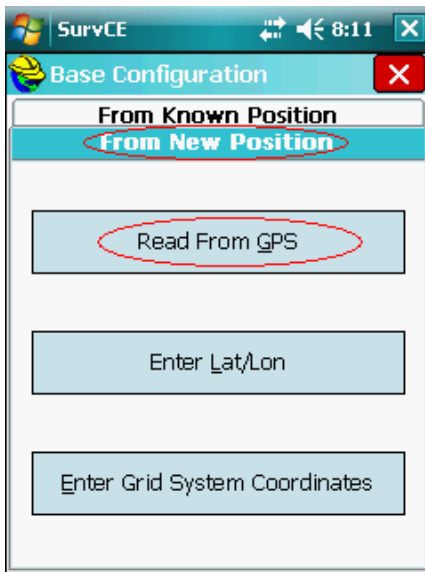 SurvCE 8:11
Base Configuration
From Known Position
From New Position
Read From GPS
Enter Lat/Lon
Enter Grid System Coordinates